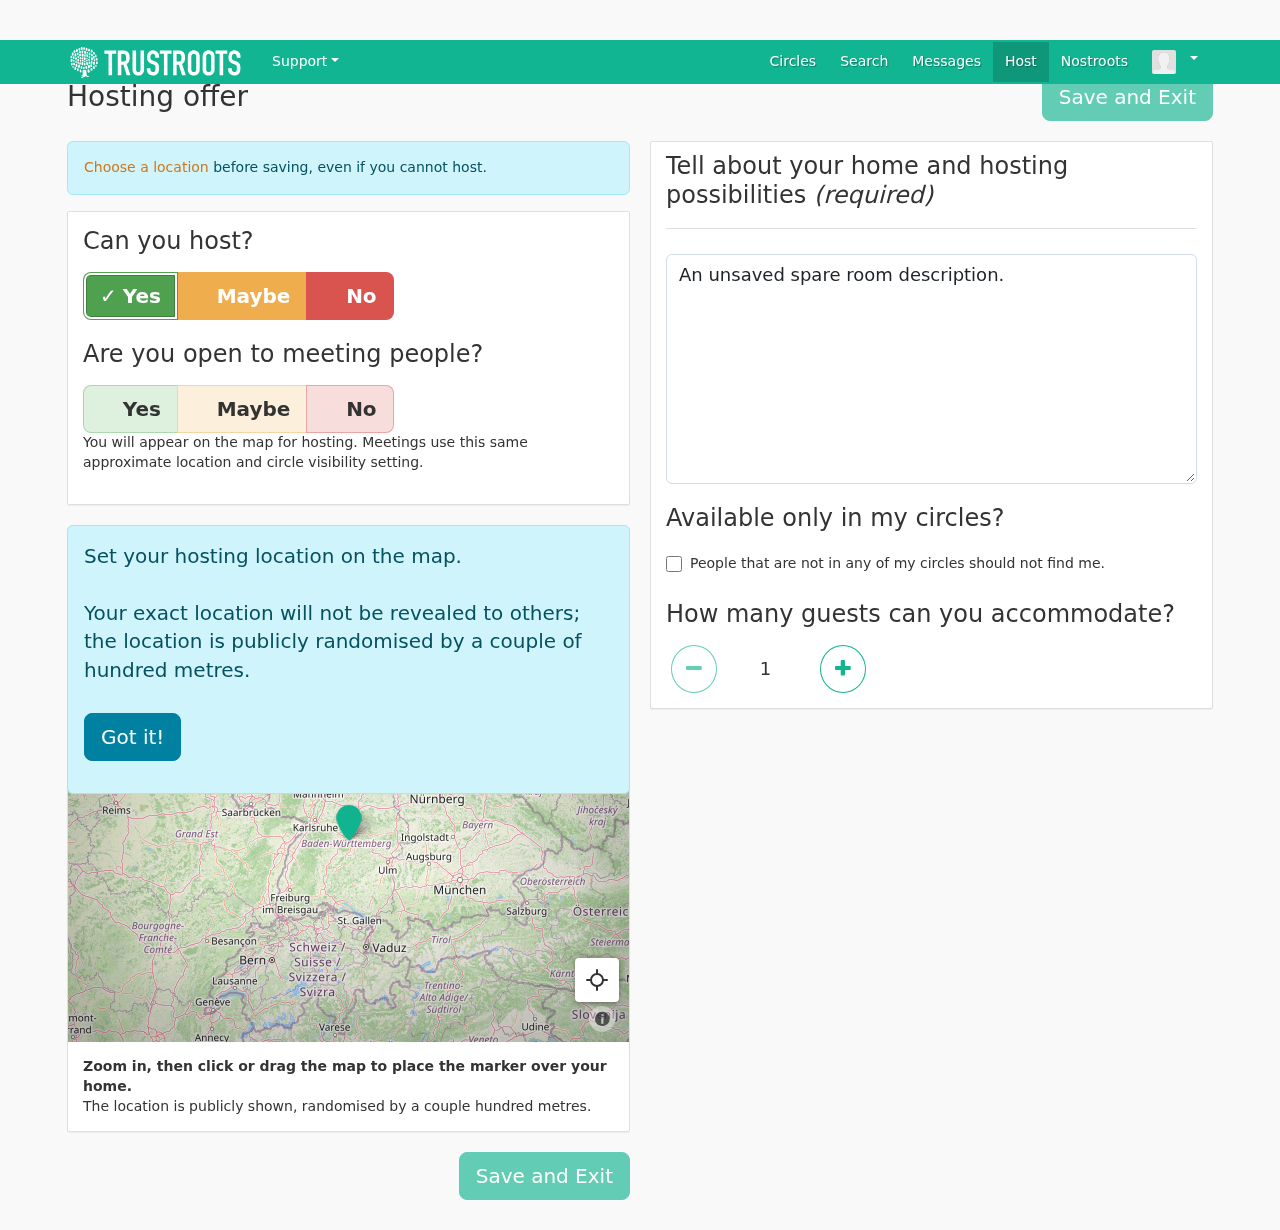 TRUSTROOTS
Support
Circles
Search
Messages
Host
Nostroots
Hosting offer
Save and Exit
Choose a location before saving, even if you cannot host.
Can you host?
✓ Yes
Maybe
No
Are you open to meeting people?
Yes
Maybe
No
You will appear on the map for hosting. Meetings use this same
approximate location and circle visibility setting.
Set your hosting location on the map.
Your exact location will not be revealed to others;
the location is publicly randomised by a couple of
hundred metres.
Got it!
Mannheim
Nürnberg
Reims
Saarbrücken
Jihočeský
kraj
Grand Est
Karlsruhe
Bayern
Baden-Württemberg
Ingolstadt
Augsburg
Ulm
München
Oberösterreich
Freiburg
im Breisgau
Salzburg
Österreic
St. Gallen
Bourgogne-
Franche-
Comté
Besançon
Schweiz /
Suisse /
Svizzera /
Svizra
Vaduz
Tirol
Steierma
Bern
Lausanne
Kärnt
Trentino-
Alto Adige/
Südtirol
Genève
mont-
rand
Annecy
Varese
Veneto
Udine
Zoom in, then click or drag the map to place the marker over your
home.
The location is publicly shown, randomised by a couple hundred metres.
Save and Exit
Tell about your home and hosting
possibilities (required)
An unsaved spare room description.
Available only in my circles?
People that are not in any of my circles should not find me.
How many guests can you accommodate?
1